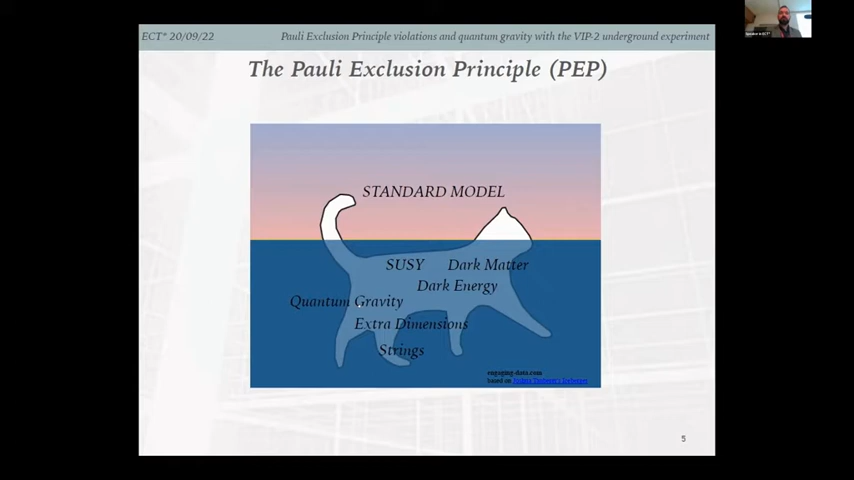 ECT* 20/09/22
Pauli Exclusion Principle violations and quantum gravity with the VIP-2 underground experiment
The Pauli Exclusion Principle (PEP)
STANDARD MODEL
SUSY
Dark Matter
Dark Energy
Quantum Gravity
Extra Dimensions
Strings
engaging-data.com
based on
5